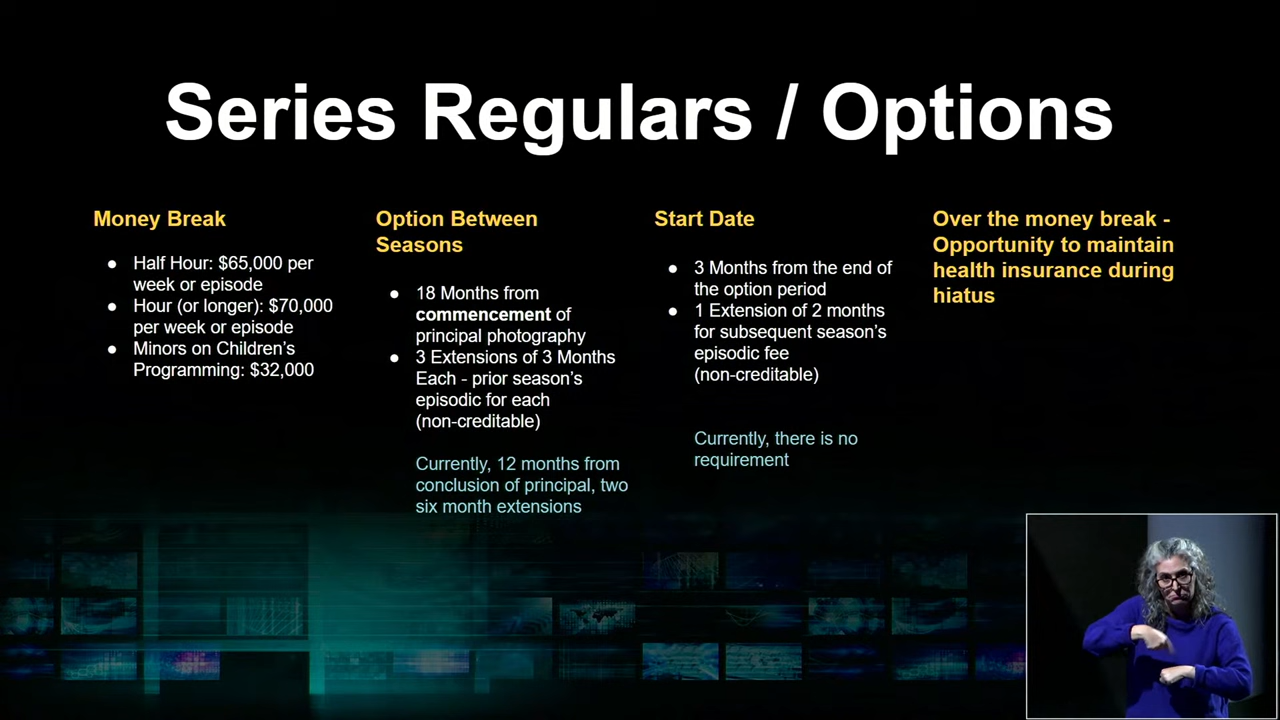 Series Regulars / Options
Money Break
● Half Hour: $65,000 per
week or episode
● Hour (or longer): $70,000
per week or episode
● Minors on Children's
Programming: $32,000
Option Between
Seasons
● 18 Months from
commencement of
principal photography
● 3 Extensions of 3 Months
Each - prior season's
episodic for each
(non-creditable)
Currently, 12 months from
conclusion of principal, two
six month extensions
Start Date
● 3 Months from the end of
the option period
● 1 Extension of 2 months
for subsequent season's
episodic fee
(non-creditable)
Currently, there is no
requirement
Over the money break -
Opportunity to maintain
health insurance during
hiatus